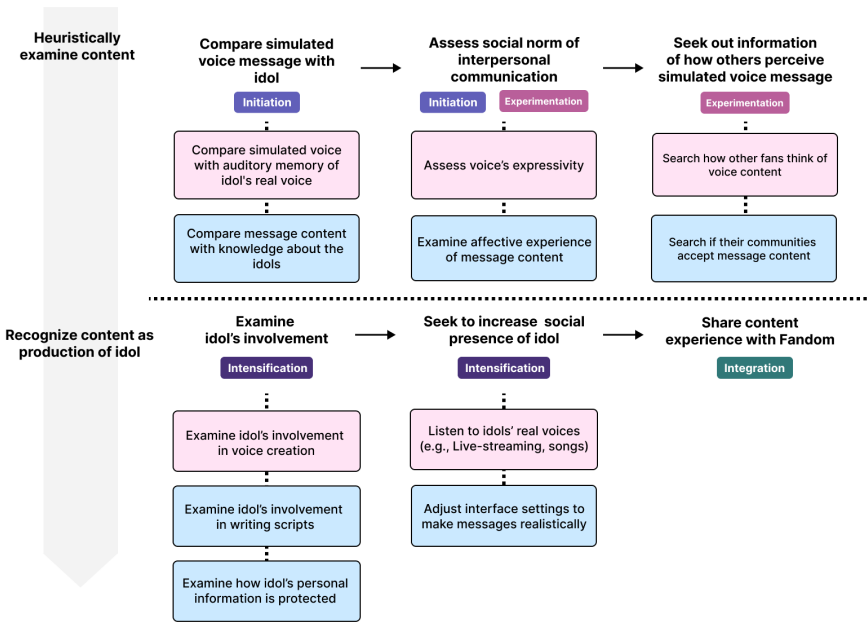 Heuristically
examine content
Compare simulated
voice message with
idol
Initiation
Compare simulated voice
with auditory memory of
idol's real voice
Compare message content
with knowledge about the
idols
Assess social norm of
interpersonal
communication
Initiation
Experimentation
Assess voice's expressivity
Examine affective experience
of message content
Seek out information
of how others perceive
simulated voice message
Experimentation
Search how other fans think of
voice content
Search if their communities
accept message content
Recognize content as
production of idol
Examine
idol's involvement
Intensification
Examine idol's involvement
in voice creation
Examine idol's involvement
in writing scripts
Examine how idol's personal
information is protected
Seek to increase social
presence of idol
Intensification
Listen to idols' real voices
(e.g., Live-streaming, songs)
Adjust interface settings to
make messages realistically
Share content
experience with Fandom
Integration